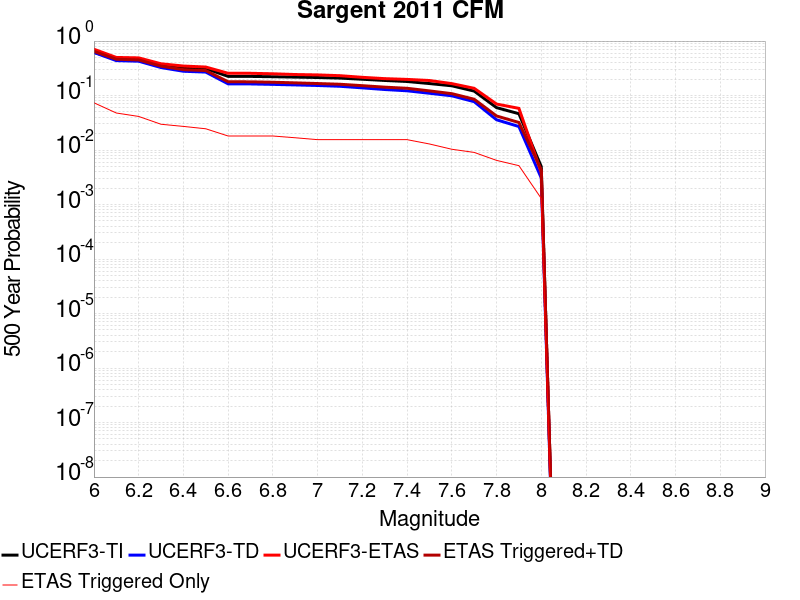 Sargent 2011 CFM
10^0
10^-1
10^-2
10^-3
10^-4
10^-5
10^-6
10^-7
10^-8
500 Year Probability
6 6.2 6.4 6.6 6.8 7 7.2 7.4 7.6 7.8 8 8.2 8.4 8.6 8.8 9
Magnitude
UCERF3-TI UCERF3-TD UCERF3-ETAS ETAS Triggered+TD
ETAS Triggered Only